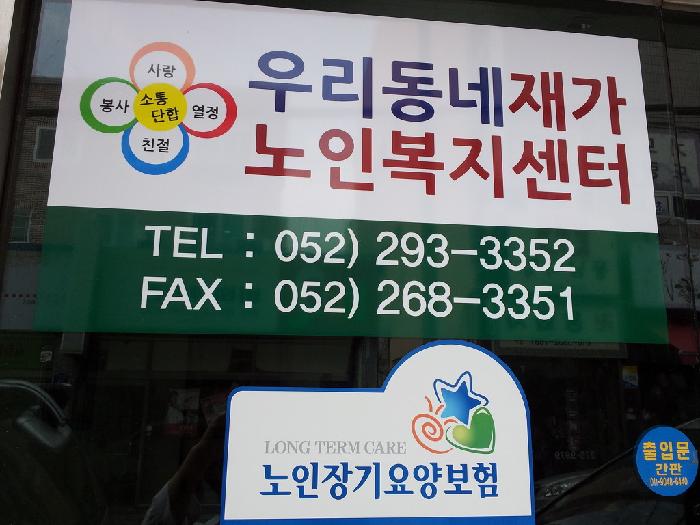 사랑
봉사 소통 단합 열정
친절
우리동네재가
노인복지센터
TEL : 052) 293-3352
FAX : 052) 268-3351
LONG TERM CARE
노인장기요양보험
출입문
간판